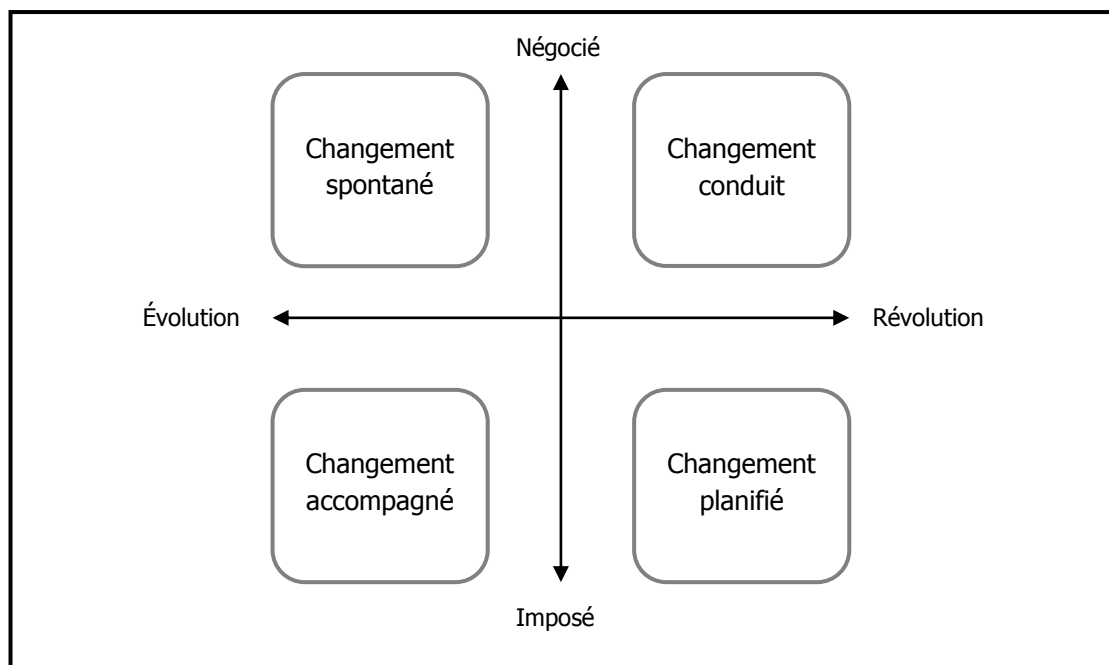 Négocié
Changement
spontané
Changement
conduit
Évolution
Révolution
Changement
accompagné
Changement
planifié
Imposé